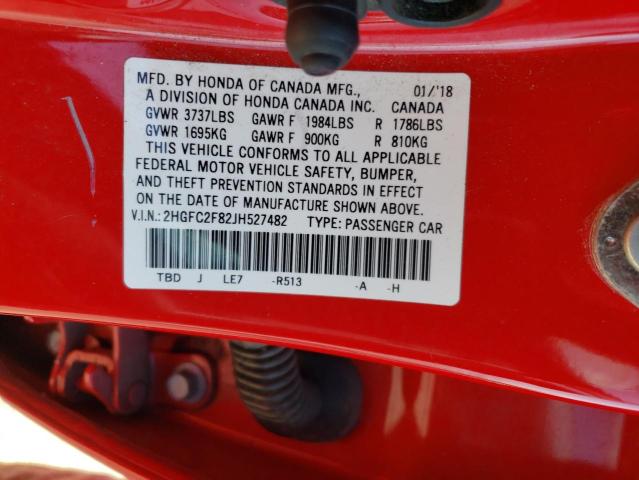 MFD. BY HONDA OF CANADA MFG., 01/'18
A DIVISION OF HONDA CANADA INC. CANADA
GVWR 3737LBS GAWR F 1984LBS R 1786LBS
GVWR 1695KG GAWR F 900KG R 810KG
THIS VEHICLE CONFORMS TO ALL APPLICABLE
FEDERAL MOTOR VEHICLE SAFETY, BUMPER,
AND THEFT PREVENTION STANDARDS IN EFFECT
ON THE DATE OF MANUFACTURE SHOWN ABOVE.
V.I.N.: 2HGFC2F82JH527482 TYPE: PASSENGER CAR
TBD J LE7 -R513 -A -H